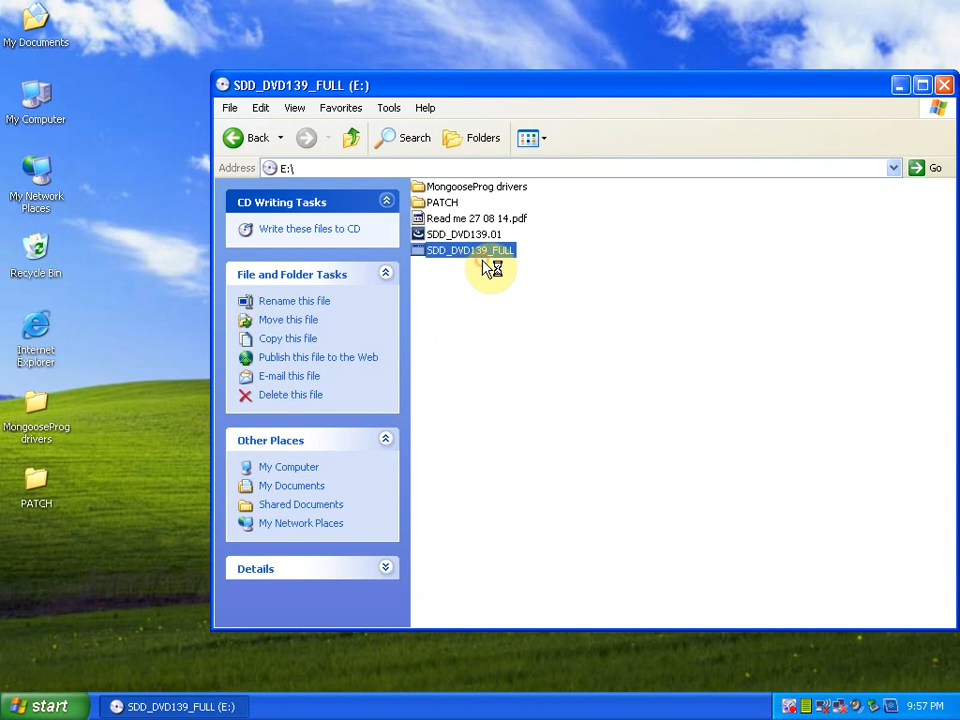 My Documents
My Computer
My Network
Places
Recycle Bin
Internet
Explorer
MongooseProg
drivers
PATCH
SDD_DVD139_FULL (E:)
File Edit View Favorites Tools Help
Back Search Folders
Address E:\ Go
CD Writing Tasks
Write these files to CD
File and Folder Tasks
Rename this file
Move this file
Copy this file
Publish this file to the Web
E-mail this file
Delete this file
Other Places
My Computer
My Documents
Shared Documents
My Network Places
Details
MongooseProg drivers
PATCH
Read me 27 08 14.pdf
SDD_DVD139.01
SDD_DVD139_FULL
start SDD_DVD139_FULL (E:) 9:57 PM